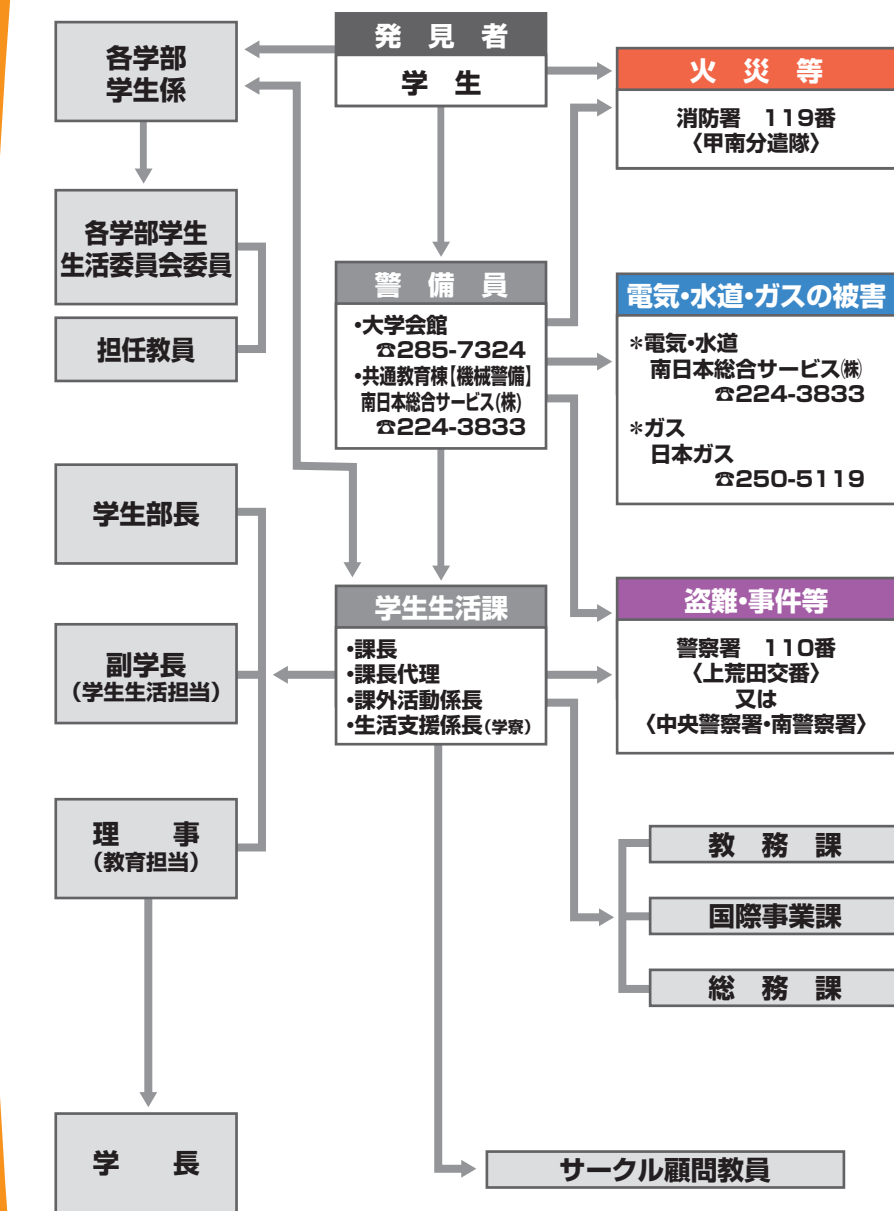 発見者
学生
各学部
学生係
火災等
消防署 119番
〈甲南分遣隊〉
各学部学生
生活委員会委員
担任教員
警備員
•大学会館
☎285-7324
•共通教育棟【機械警備】
南日本総合サービス(株)
☎224-3833
電気・水道・ガスの被害
*電気・水道
南日本総合サービス㈱
☎224-3833
*ガス
日本ガス
☎250-5119
学生部長
副学長
(学生生活担当)
理事
(教育担当)
学長
学生生活課
•課長
•課長代理
•課外活動係長
•生活支援係長(学寮)
盗難・事件等
警察署 110番
〈上荒田交番〉
又は
〈中央警察署・南警察署〉
教務課
国際事業課
総務課
サークル顧問教員